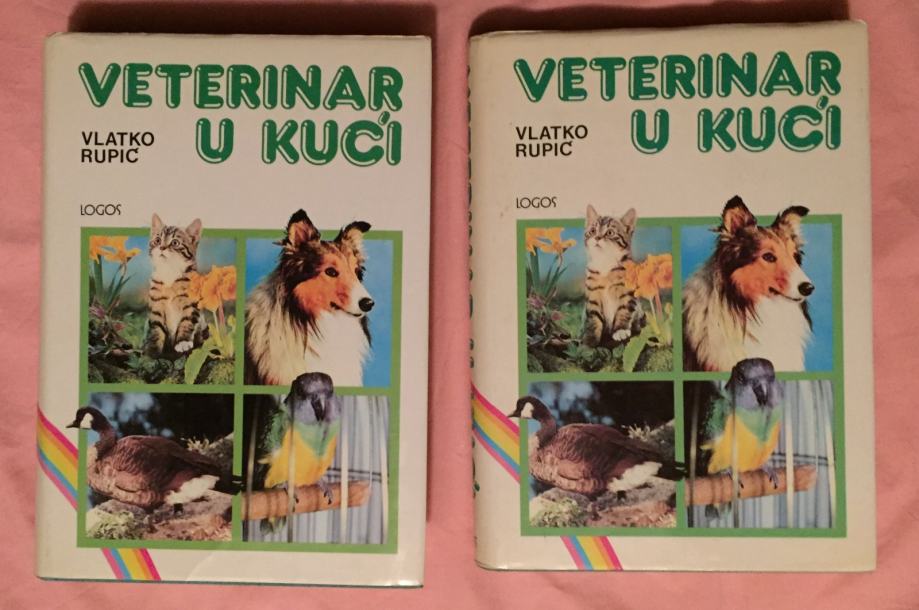 VETERINAR
U KUĆI
VLATKO
RUPIĆ
LOGOS
VETERINAR
U KUĆI
VLATKO
RUPIĆ
LOGOS